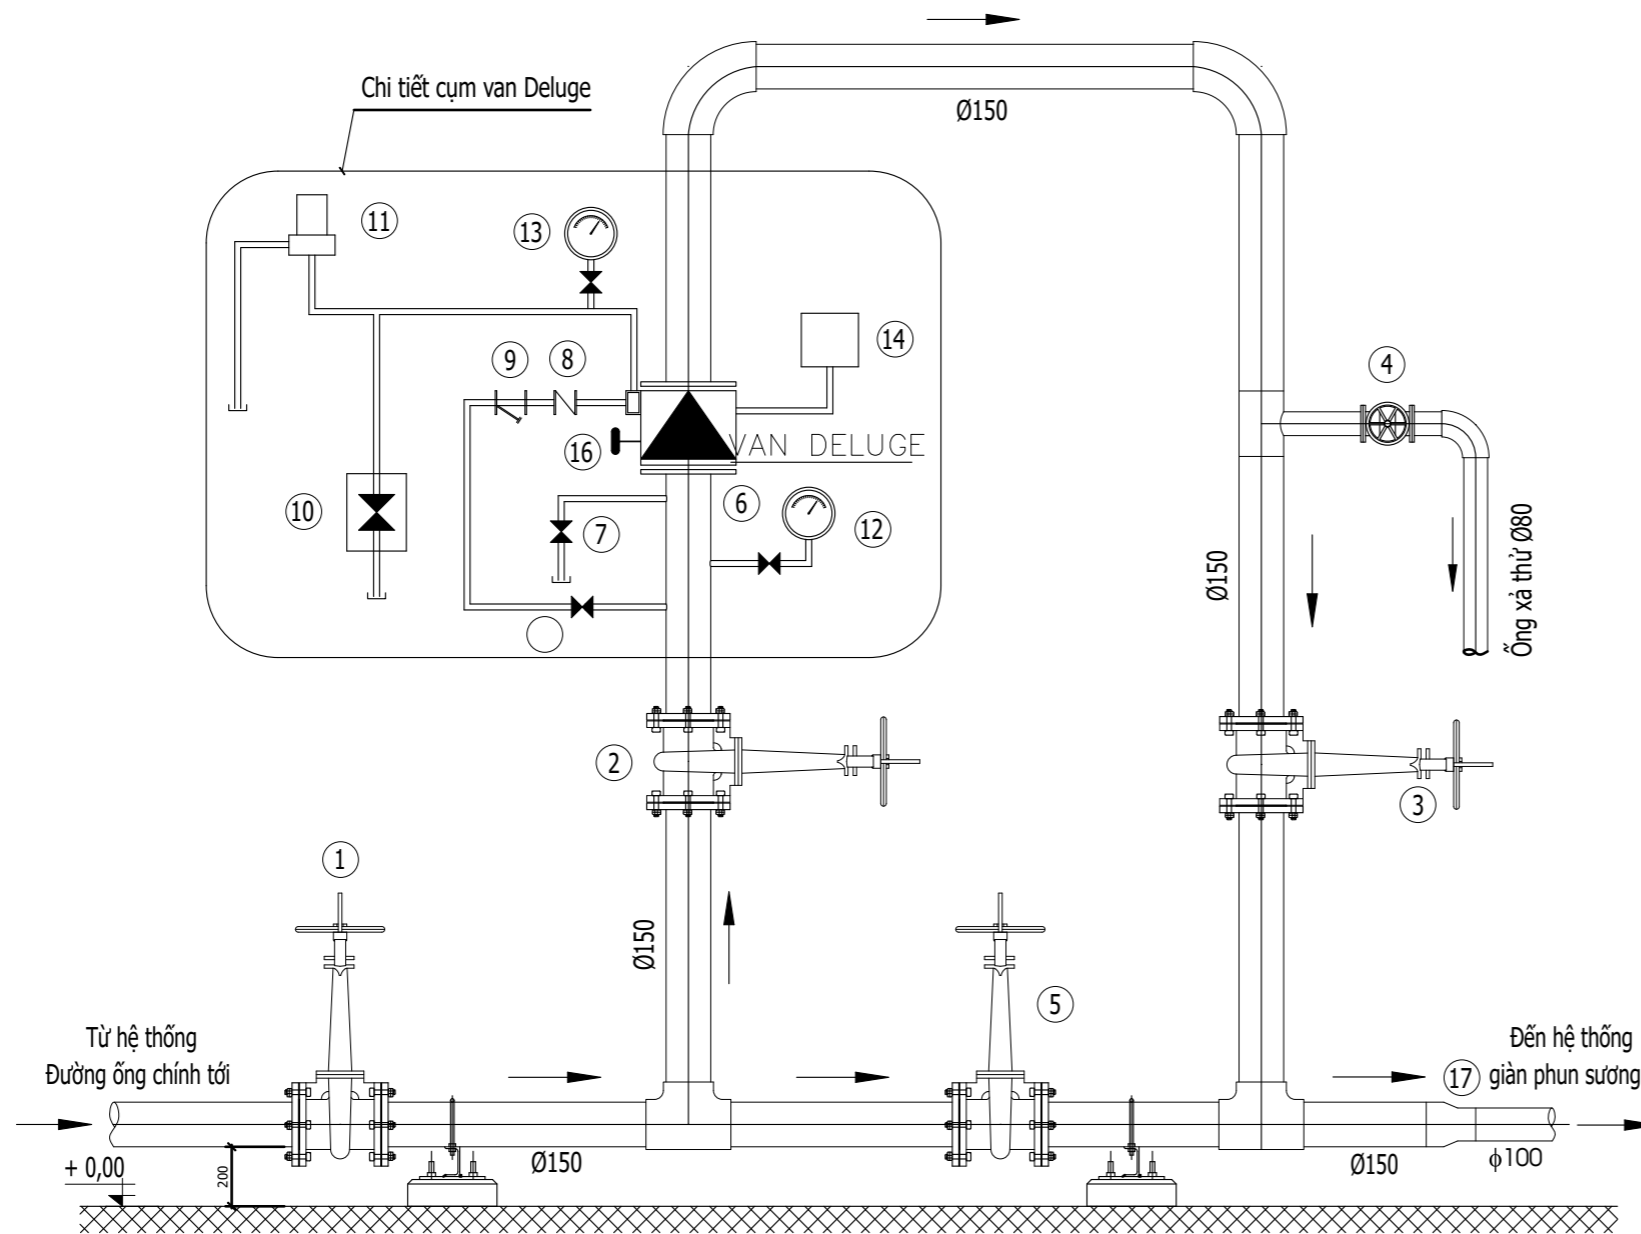 Chi tiết cụm van Deluge
Ø150
11
13
14
9
8
4
16
VAN DELUGE
10
7
6
12
Ø150
Ống xả thử Ø80
2
3
1
Ø150
5
Từ hệ thống
Đường ống chính tới
Đến hệ thống
17 giàn phun sương
+ 0,00
200
Ø150
Ø150
ϕ100